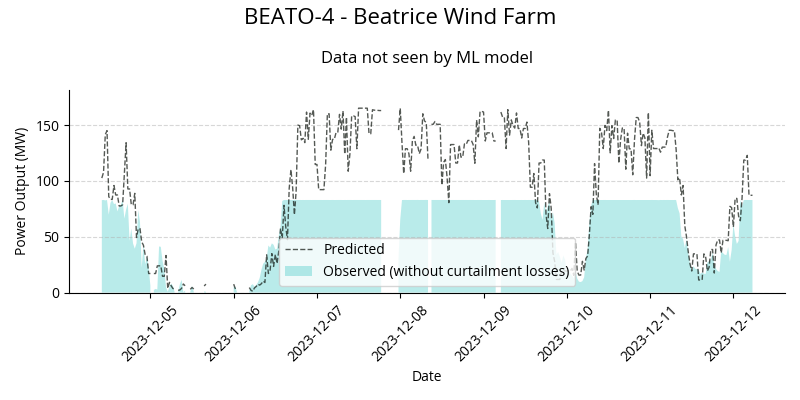 BEATO-4 - Beatrice Wind Farm
Data not seen by ML model
Power Output (MW)
150
100
50
0
Predicted
Observed (without curtailment losses)
2023-12-05
2023-12-06
2023-12-07
2023-12-08
2023-12-09
2023-12-10
2023-12-11
2023-12-12
Date